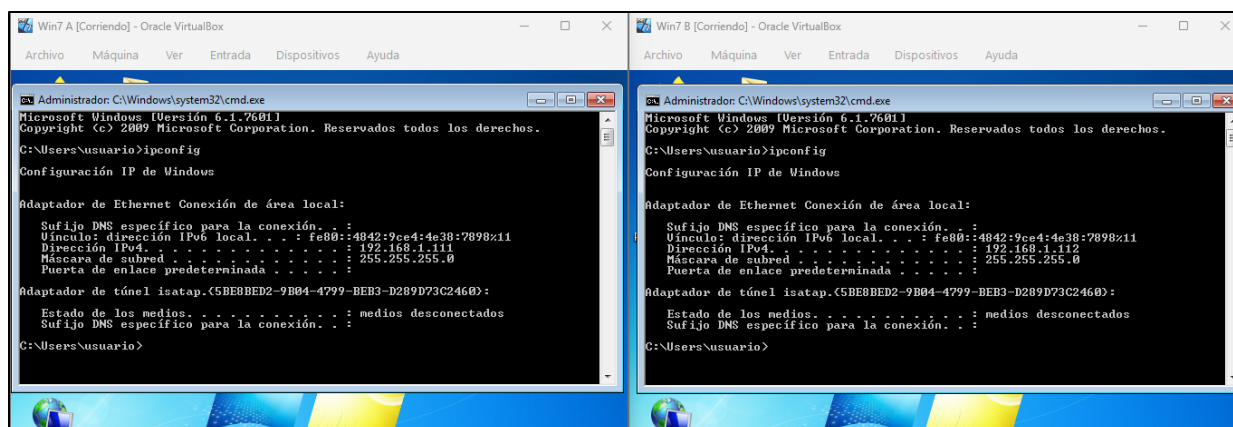 Win7 A [Corriendo] - Oracle VirtualBox
Archivo Máquina Ver Entrada Dispositivos Ayuda
Administrador: C:\Windows\system32\cmd.exe
Microsoft Windows [Versión 6.1.7601]
Copyright (c) 2009 Microsoft Corporation. Reservados todos los derechos.
C:\Users\usuario>ipconfig
Configuración IP de Windows
Adaptador de Ethernet Conexión de área local:
Sufijo DNS específico para la conexión. . :
Vínculo: dirección IPv6 local. . . : fe80::4842:9ce4:4e38:7898%11
Dirección IPv4. . . . . . . . . . . . . . : 192.168.1.111
Máscara de subred . . . . . . . . . . . . : 255.255.255.0
Puerta de enlace predeterminada . . . . . :
Adaptador de túnel isatap.{5BE8BED2-9B04-4799-BEB3-D289D73C2460}:
Estado de los medios. . . . . . . . . . . : medios desconectados
Sufijo DNS específico para la conexión. . :
C:\Users\usuario>
Win7 B [Corriendo] - Oracle VirtualBox
Archivo Máquina Ver Entrada Dispositivos Ayuda
Administrador: C:\Windows\system32\cmd.exe
Microsoft Windows [Versión 6.1.7601]
Copyright (c) 2009 Microsoft Corporation. Reservados todos los derechos.
C:\Users\usuario>ipconfig
Configuración IP de Windows
Adaptador de Ethernet Conexión de área local:
Sufijo DNS específico para la conexión. . :
Vínculo: dirección IPv6 local. . . : fe80::4842:9ce4:4e38:7898%11
Dirección IPv4. . . . . . . . . . . . . . : 192.168.1.112
Máscara de subred . . . . . . . . . . . . : 255.255.255.0
Puerta de enlace predeterminada . . . . . :
Adaptador de túnel isatap.{5BE8BED2-9B04-4799-BEB3-D289D73C2460}:
Estado de los medios. . . . . . . . . . . : medios desconectados
Sufijo DNS específico para la conexión. . :
C:\Users\usuario>